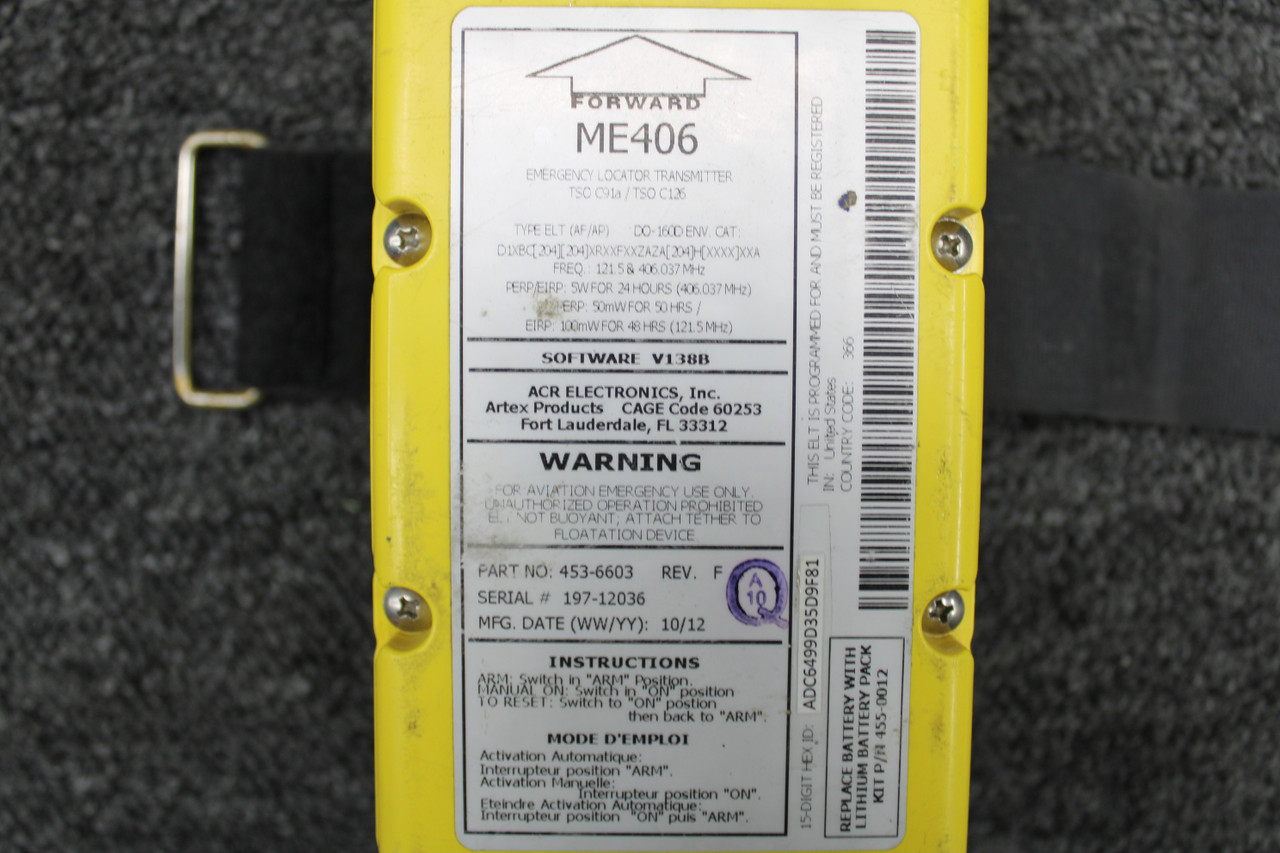 FORWARD
ME406
EMERGENCY LOCATOR TRANSMITTER
TSO C91a / TSO C126
TYPE ELT (AF/AP) DO-160D ENV. CAT:
D1XBC[204][204]XRXXFXXZAZA[204]H[XXXX]XXA
FREQ.: 121.5 & 406.037 MHz
PERP/EIRP: 5W FOR 24 HOURS (406.037 MHz)
PERP: 50mW FOR 50 HRS /
EIRP: 100mW FOR 48 HRS (121.5 MHz)
SOFTWARE V138B
ACR ELECTRONICS, Inc.
Artex Products CAGE Code 60253
Fort Lauderdale, FL 33312
WARNING
FOR AVIATION EMERGENCY USE ONLY.
UNAUTHORIZED OPERATION PROHIBITED
ELT NOT BUOYANT, ATTACH TETHER TO
FLOATATION DEVICE
PART NO: 453-6603 REV. F
SERIAL # 197-12036
MFG. DATE (WW/YY): 10/12
A
10
INSTRUCTIONS
ARM: Switch in "ARM" Position.
MANUAL ON: Switch in "ON" position
TO RESET: Switch to "ON" postion
then back to "ARM".
MODE D'EMPLOI
Activation Automatique:
Interrupteur position "ARM".
Activation Manuelle:
Interrupteur position "ON".
Eteindre Activation Automatique:
Interrupteur position "ON" puis "ARM".
THIS ELT IS PROGRAMMED FOR AND MUST BE REGISTERED
IN: United States
COUNTRY CODE: 366
15-DIGIT HEX ID: ADC6499D35D9F81
REPLACE BATTERY WITH
LITHIUM BATTERY PACK
KIT P/N 455-0012